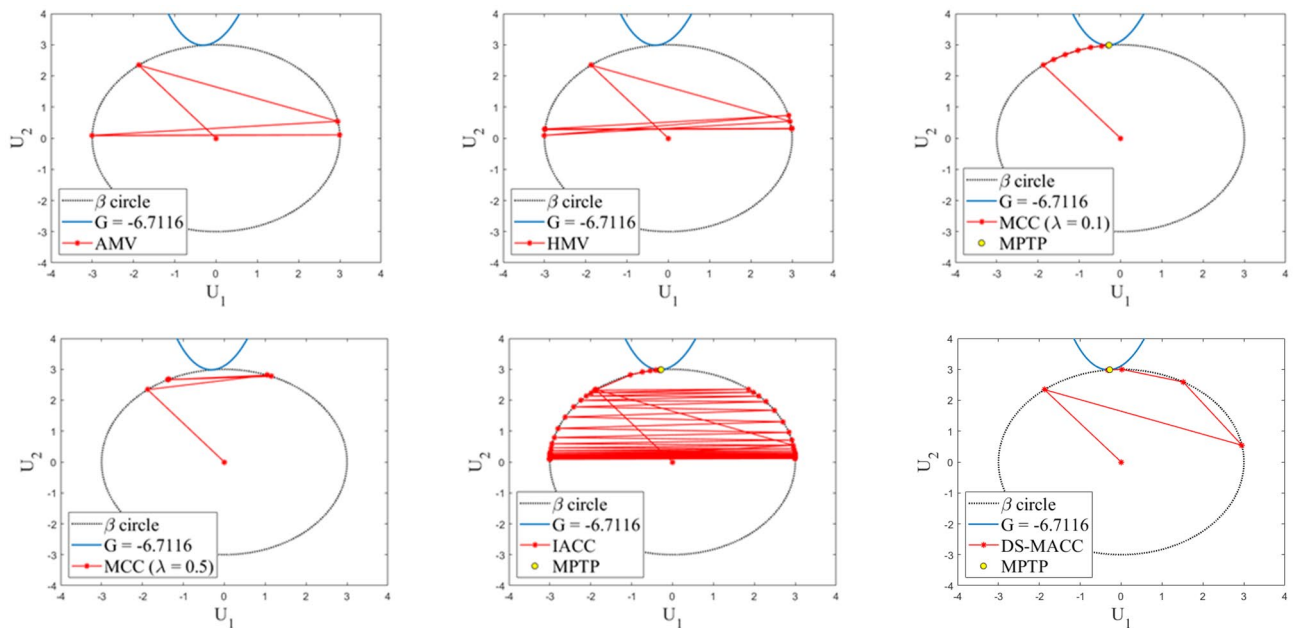 4
3
2
1
0
-1
-2
-3
-4
U2
β circle
G = -6.7116
AMV
-4 -3 -2 -1 0 1 2 3 4
U1
4
3
2
1
0
-1
-2
-3
-4
U2
β circle
G = -6.7116
HMV
-4 -3 -2 -1 0 1 2 3 4
U1
4
3
2
1
0
-1
-2
-3
-4
U2
β circle
G = -6.7116
MCC (λ = 0.1)
MPTP
-4 -3 -2 -1 0 1 2 3 4
U1
4
3
2
1
0
-1
-2
-3
-4
U2
β circle
G = -6.7116
MCC (λ = 0.5)
-4 -3 -2 -1 0 1 2 3 4
U1
4
3
2
1
0
-1
-2
-3
-4
U2
β circle
G = -6.7116
IACC
MPTP
-4 -3 -2 -1 0 1 2 3 4
U1
4
3
2
1
0
-1
-2
-3
-4
U2
β circle
G = -6.7116
DS-MACC
MPTP
-4 -3 -2 -1 0 1 2 3 4
U1